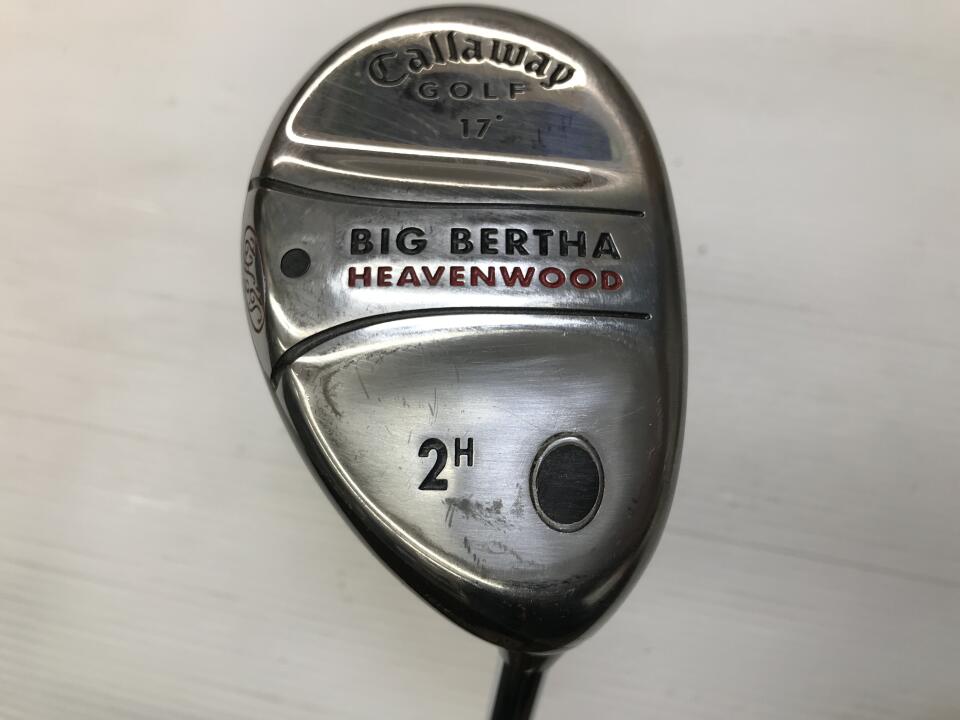 Callaway
GOLF
17°
BIG BERTHA
HEAVENWOOD
2H